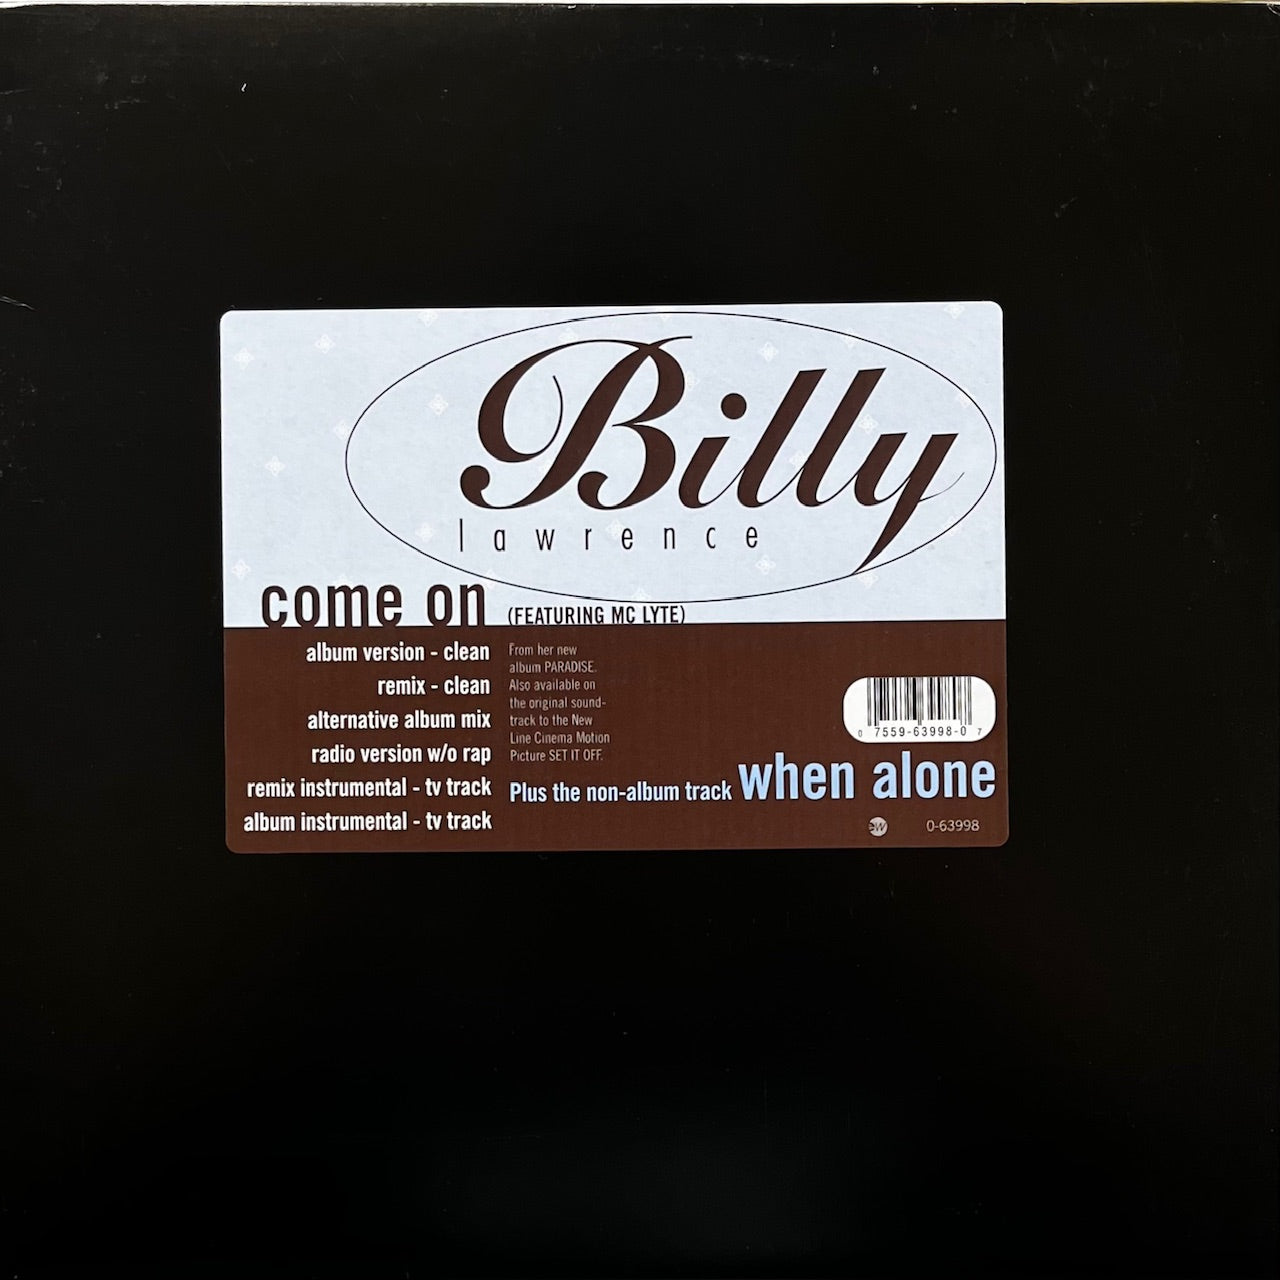 Billy
lawrence
come on (FEATURING MC LYTE)
album version - clean
remix - clean
alternative album mix
radio version w/o rap
remix instrumental - tv track
album instrumental - tv track
From her new
album PARADISE.
Also available on
the original sound-
track to the New
Line Cinema Motion
Picture SET IT OFF.
0 7559-63998-0 7
Plus the non-album track when alone
ew 0-63998